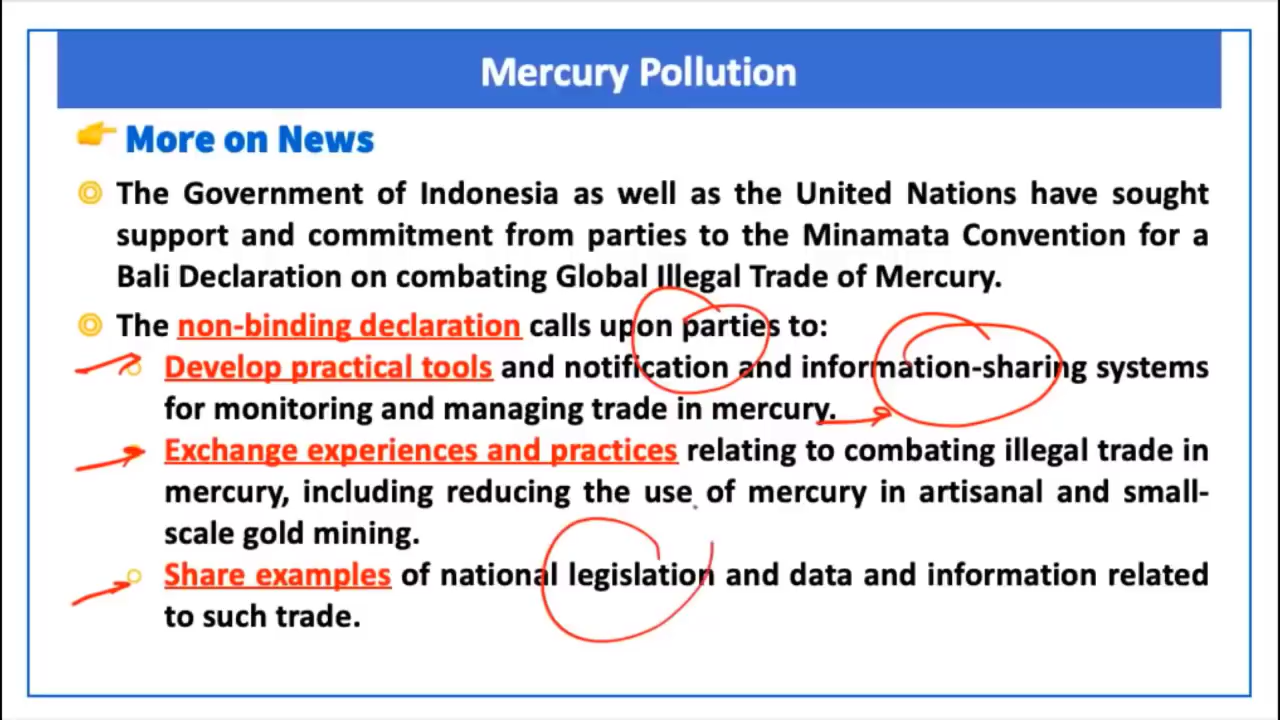 Mercury Pollution
More on News
The Government of Indonesia as well as the United Nations have sought
support and commitment from parties to the Minamata Convention for a
Bali Declaration on combating Global Illegal Trade of Mercury.
The non-binding declaration calls upon parties to:
Develop practical tools and notification and information-sharing systems
for monitoring and managing trade in mercury.
Exchange experiences and practices relating to combating illegal trade in
mercury, including reducing the use of mercury in artisanal and small-
scale gold mining.
Share examples of national legislation and data and information related
to such trade.